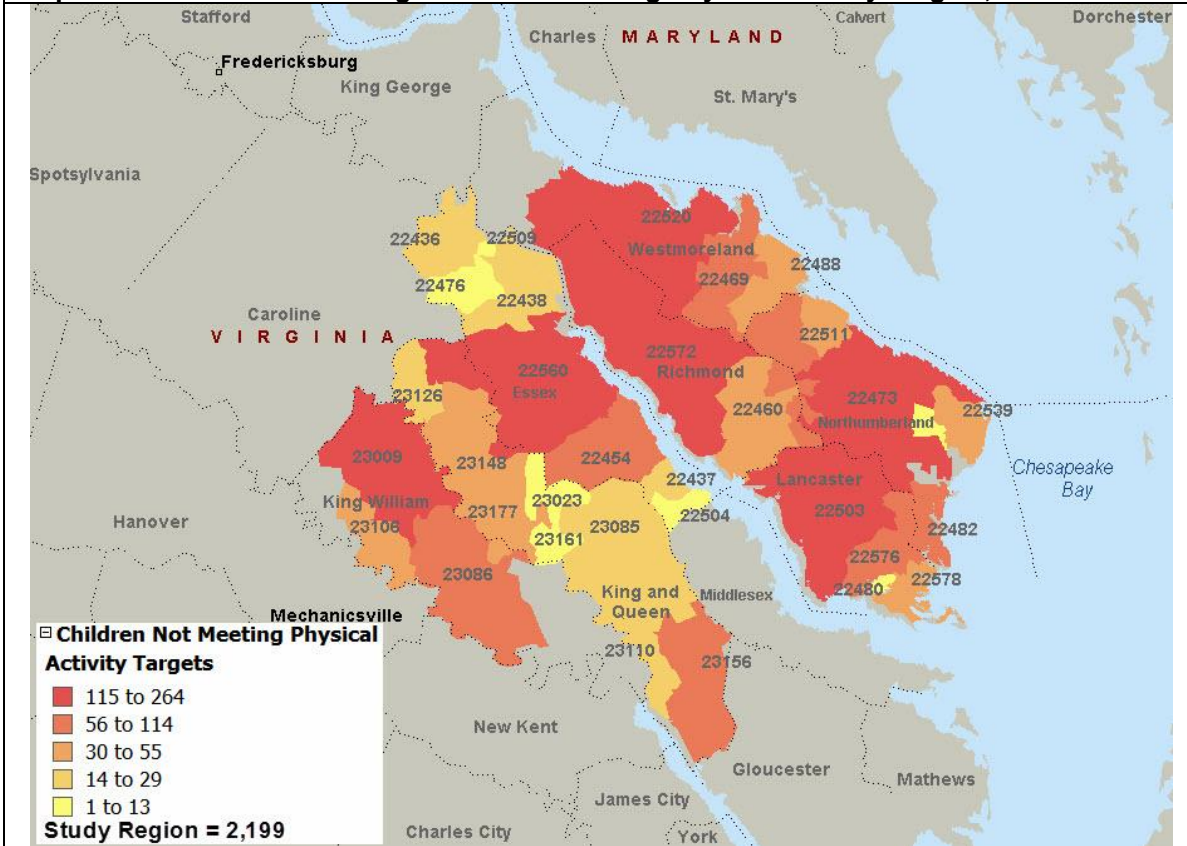 Stafford
Calvert
Dorchester
Charles
MARYLAND
Fredericksburg
King George
St. Mary's
Spotsylvania
22520
22436
22509
Westmoreland
22488
22469
22476
22438
Caroline
VIRGINIA
22511
22572
Richmond
22560
Essex
23126
22473
22460
22539
Northumberland
23009
23148
22454
Chesapeake
Bay
22437
Lancaster
King William
23023
22503
Hanover
23106
23177
23085
22504
22482
23161
22576
23086
22578
22480
King and
Queen
Middlesex
Mechanicsville
Children Not Meeting Physical
Activity Targets
115 to 264
56 to 114
30 to 55
14 to 29
1 to 13
Study Region = 2,199
23110
23156
New Kent
Gloucester
Mathews
James City
Charles City
York